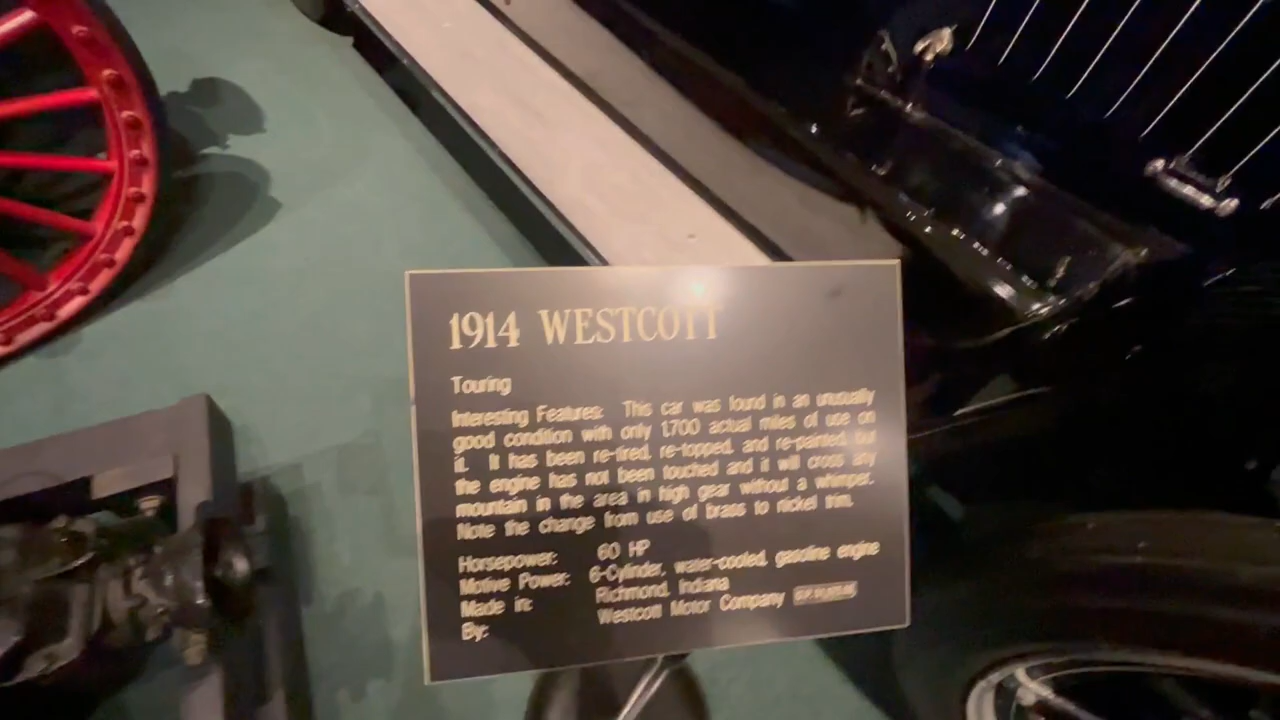 1914 WESTCOTT
Touring
Interesting Features: This car was found in an unusually
good condition with only 1,700 actual miles of use on
it. It has been re-tired, re-topped, and re-painted, but
the engine has not been touched and it will cross any
mountain in the area in high gear without a whimper.
Note the change from use of brass to nickel trim.
Horsepower: 60 HP
Motive Power: 6-Cylinder, water-cooled, gasoline engine
Made in: Richmond, Indiana
By: Westcott Motor Company